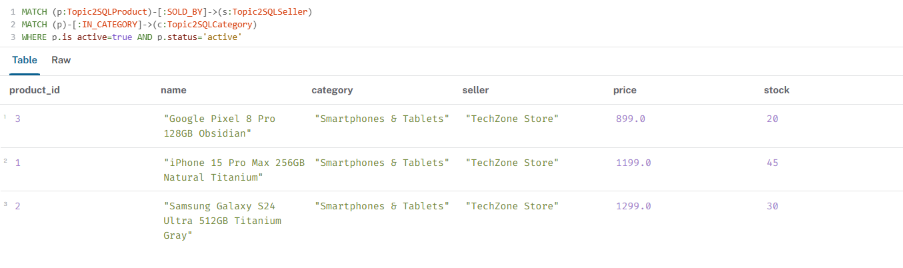 1 MATCH (p:Topic2SQLProduct)-[:SOLD_BY]->(s:Topic2SQLSeller)
2 MATCH (p)-[:IN_CATEGORY]->(c:Topic2SQLCategory)
3 WHERE p.is_active=true AND p.status='active'
Table Raw
product_id name category seller price stock
1 3 "Google Pixel 8 Pro "Smartphones & Tablets" "TechZone Store" 899.0 20
128GB Obsidian"
2 1 "iPhone 15 Pro Max 256GB "Smartphones & Tablets" "TechZone Store" 1199.0 45
Natural Titanium"
3 2 "Samsung Galaxy S24 "Smartphones & Tablets" "TechZone Store" 1299.0 30
Ultra 512GB Titanium
Gray"